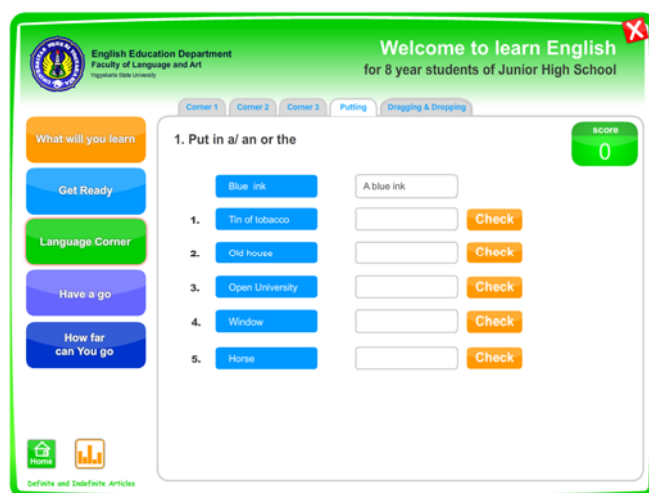 English Education Department
Faculty of Language and Art
Yogyakarta State University
Welcome to learn English
for 8 year students of Junior High School
X
Corner 1
Corner 2
Corner 3
Putting
Dragging & Dropping
What will you learn
Get Ready
Language Corner
Have a go
How far
can You go
1. Put in a/ an or the
score
0
Blue ink
A blue ink
1. Tin of tobacco Check
2. Old house Check
3. Open University Check
4. Window Check
5. Horse Check
Home
Definite and Indefinite Articles